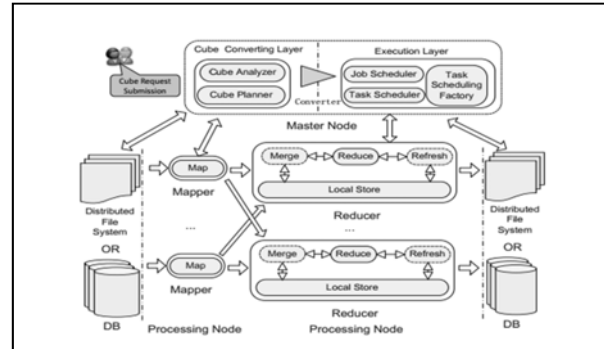 Cube Converting Layer
Execution Layer
Cube Analyzer
Cube Planner
Converter
Job Scheduler
Task Scheduler
Task
Scheduling
Factory
Cube Request
Submission
Master Node
Map
Mapper
Merge
Reduce
Refresh
Local Store
Reducer
Distributed
File
System
OR
DB
...
Map
Mapper
...
Merge
Reduce
Refresh
Local Store
Reducer
Distributed
File
System
OR
DB
Processing Node
Processing Node